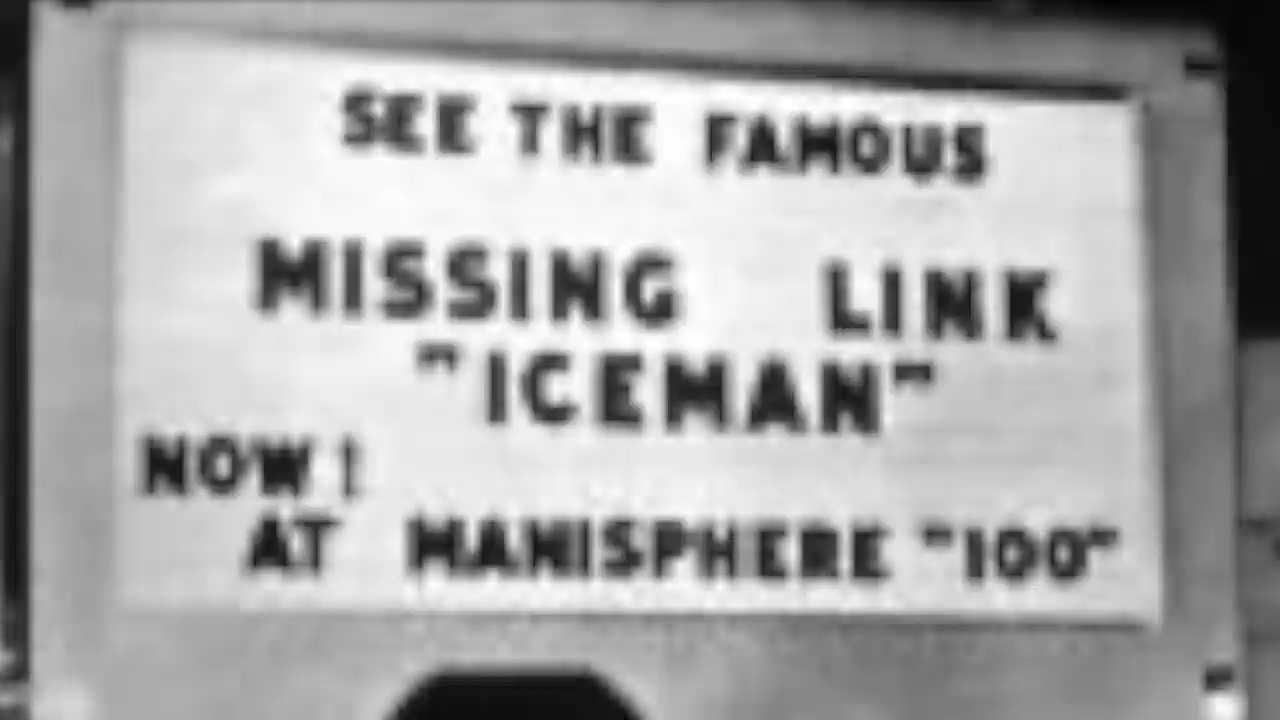 SEE THE FAMOUS
MISSING LINK
"ICEMAN"
NOW!
AT MANISPHERE "100"